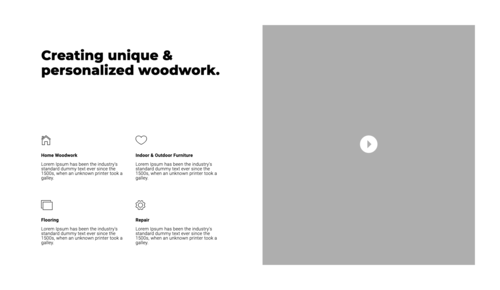 Creating unique &
personalized woodwork.
Home Woodwork
Lorem Ipsum has been the industry's
standard dummy text ever since the
1500s, when an unknown printer took a
galley.
Indoor & Outdoor Furniture
Lorem Ipsum has been the industry's
standard dummy text ever since the
1500s, when an unknown printer took a
galley.
Flooring
Lorem Ipsum has been the industry's
standard dummy text ever since the
1500s, when an unknown printer took a
galley.
Repair
Lorem Ipsum has been the industry's
standard dummy text ever since the
1500s, when an unknown printer took a
galley.